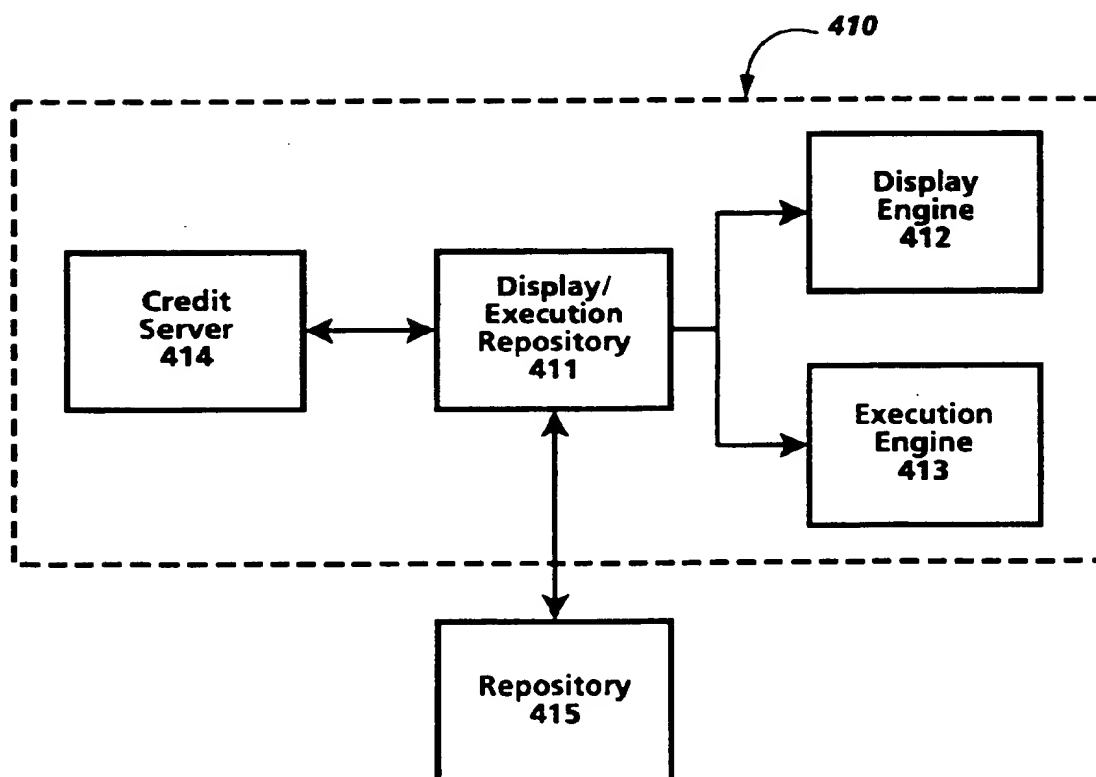 410
Display
Engine
412
Credit
Server
414
Display/
Execution
Repository
411
Execution
Engine
413
Repository
415